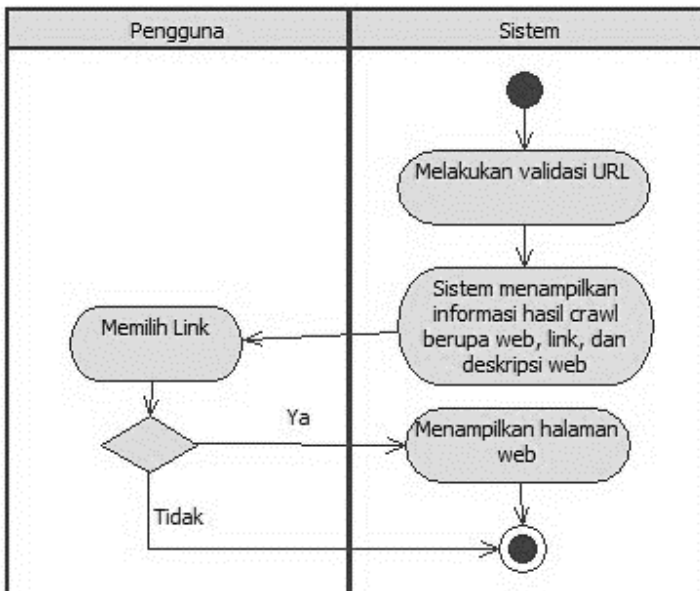 Pengguna
Sistem
Melakukan validasi URL
Sistem menampilkan
informasi hasil crawl
berupa web, link, dan
deskripsi web
Memilih Link
Ya
Menampilkan halaman
web
Tidak